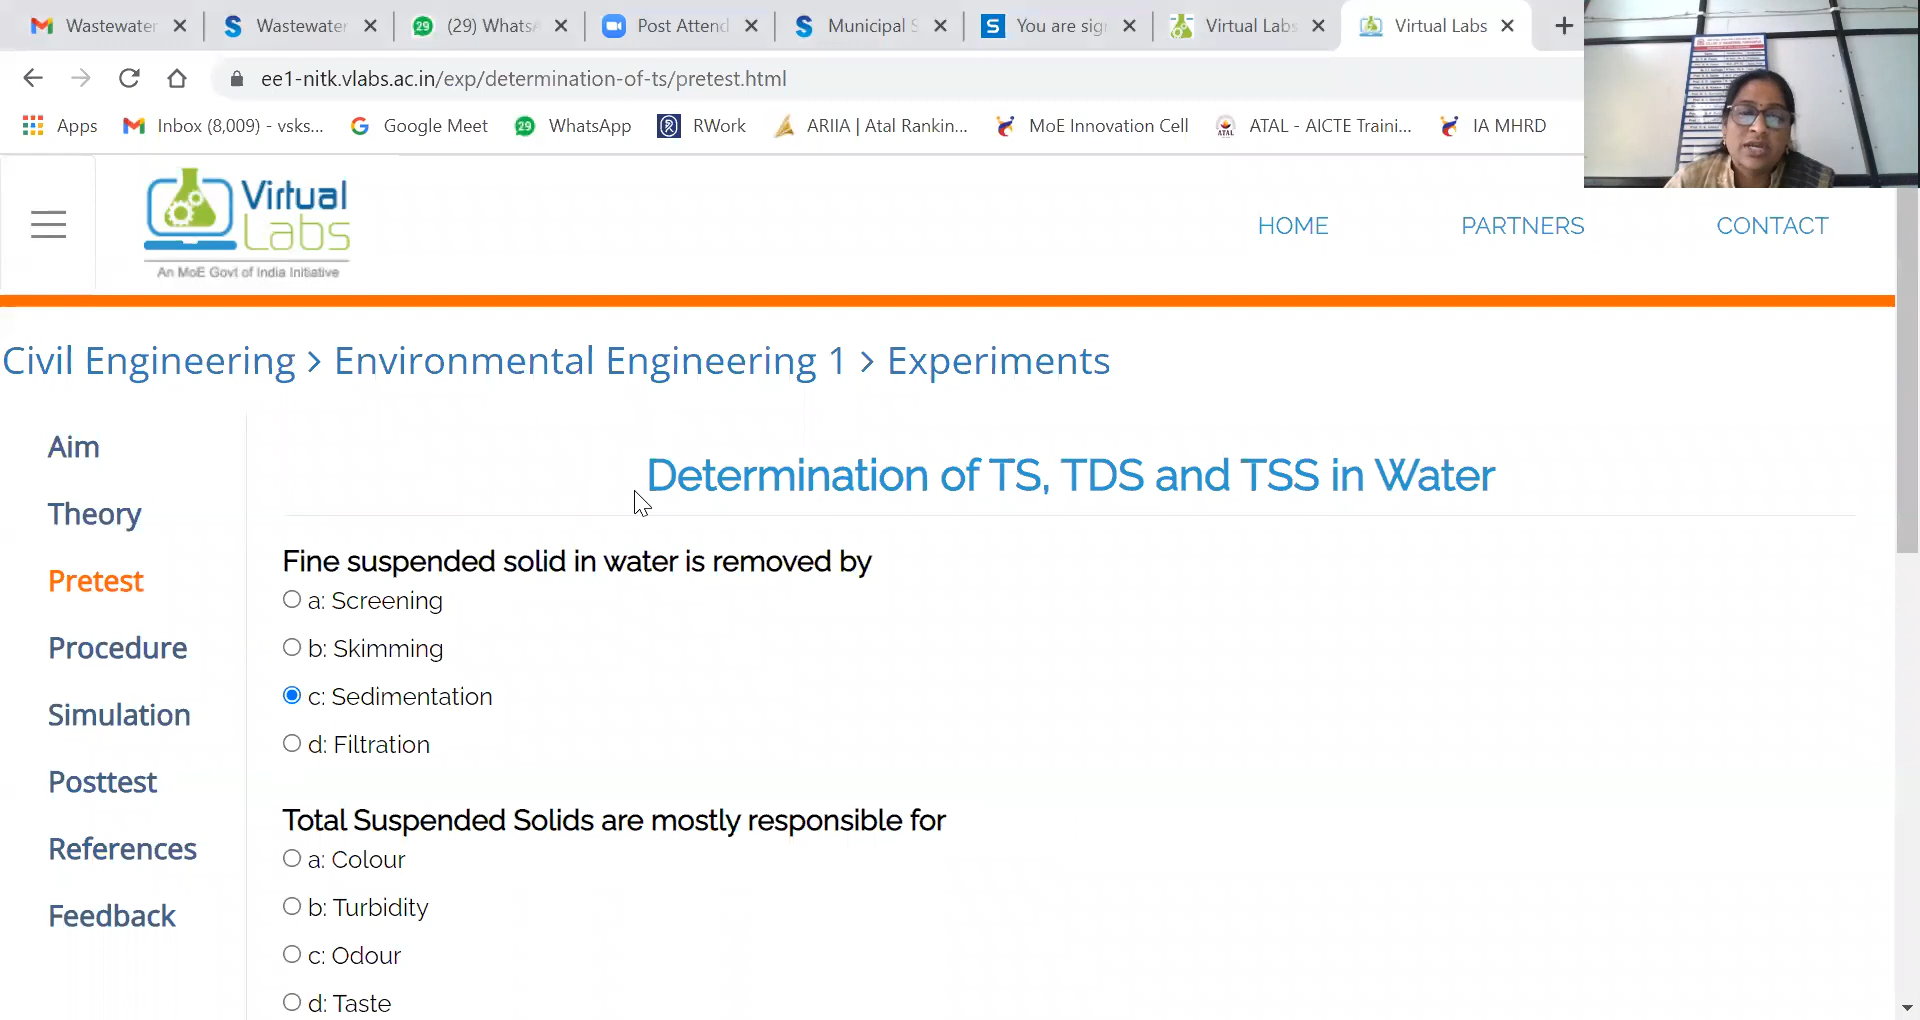 Wastewater
Wastewater
(29) WhatsA
Post Attend
Municipal S
You are sig
Virtual Labs
Virtual Labs
ee1-nitk.vlabs.ac.in/exp/determination-of-ts/pretest.html
Apps
Inbox (8,009) - vsks...
Google Meet
29
WhatsApp
RWork
ARIIA | Atal Rankin...
MoE Innovation Cell
ATAL - AICTE Traini...
IA MHRD
Virtual
Labs
An MoE Govt of India Initiative
HOME
PARTNERS
CONTACT
Civil Engineering > Environmental Engineering 1 > Experiments
Aim
Theory
Pretest
Procedure
Simulation
Posttest
References
Feedback
Determination of TS, TDS and TSS in Water
Fine suspended solid in water is removed by
a: Screening
b: Skimming
c: Sedimentation
d: Filtration
Total Suspended Solids are mostly responsible for
a: Colour
b: Turbidity
c: Odour
d: Taste